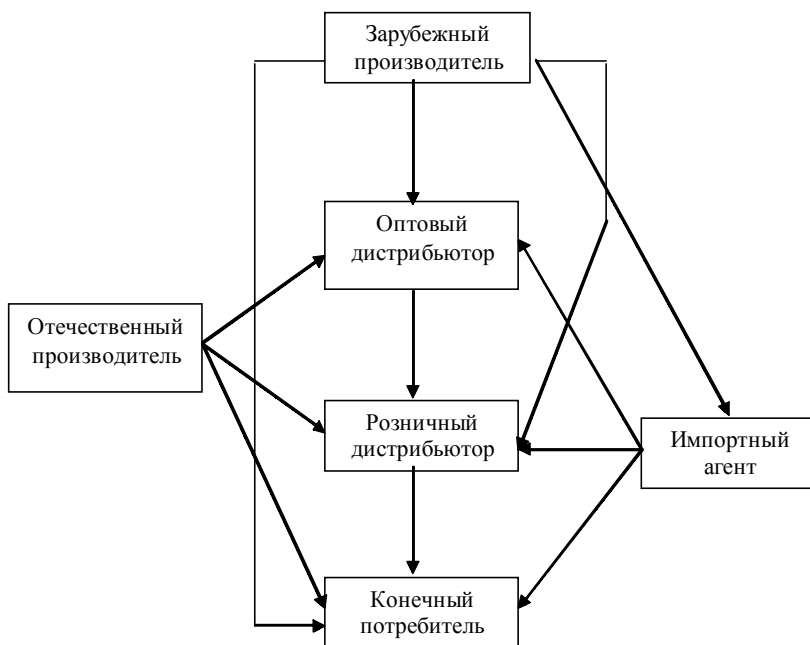 Зарубежный
производитель
Оптовый
дистрибьютор
Отечественный
производитель
Розничный
дистрибьютор
Импортный
агент
Конечный
потребитель